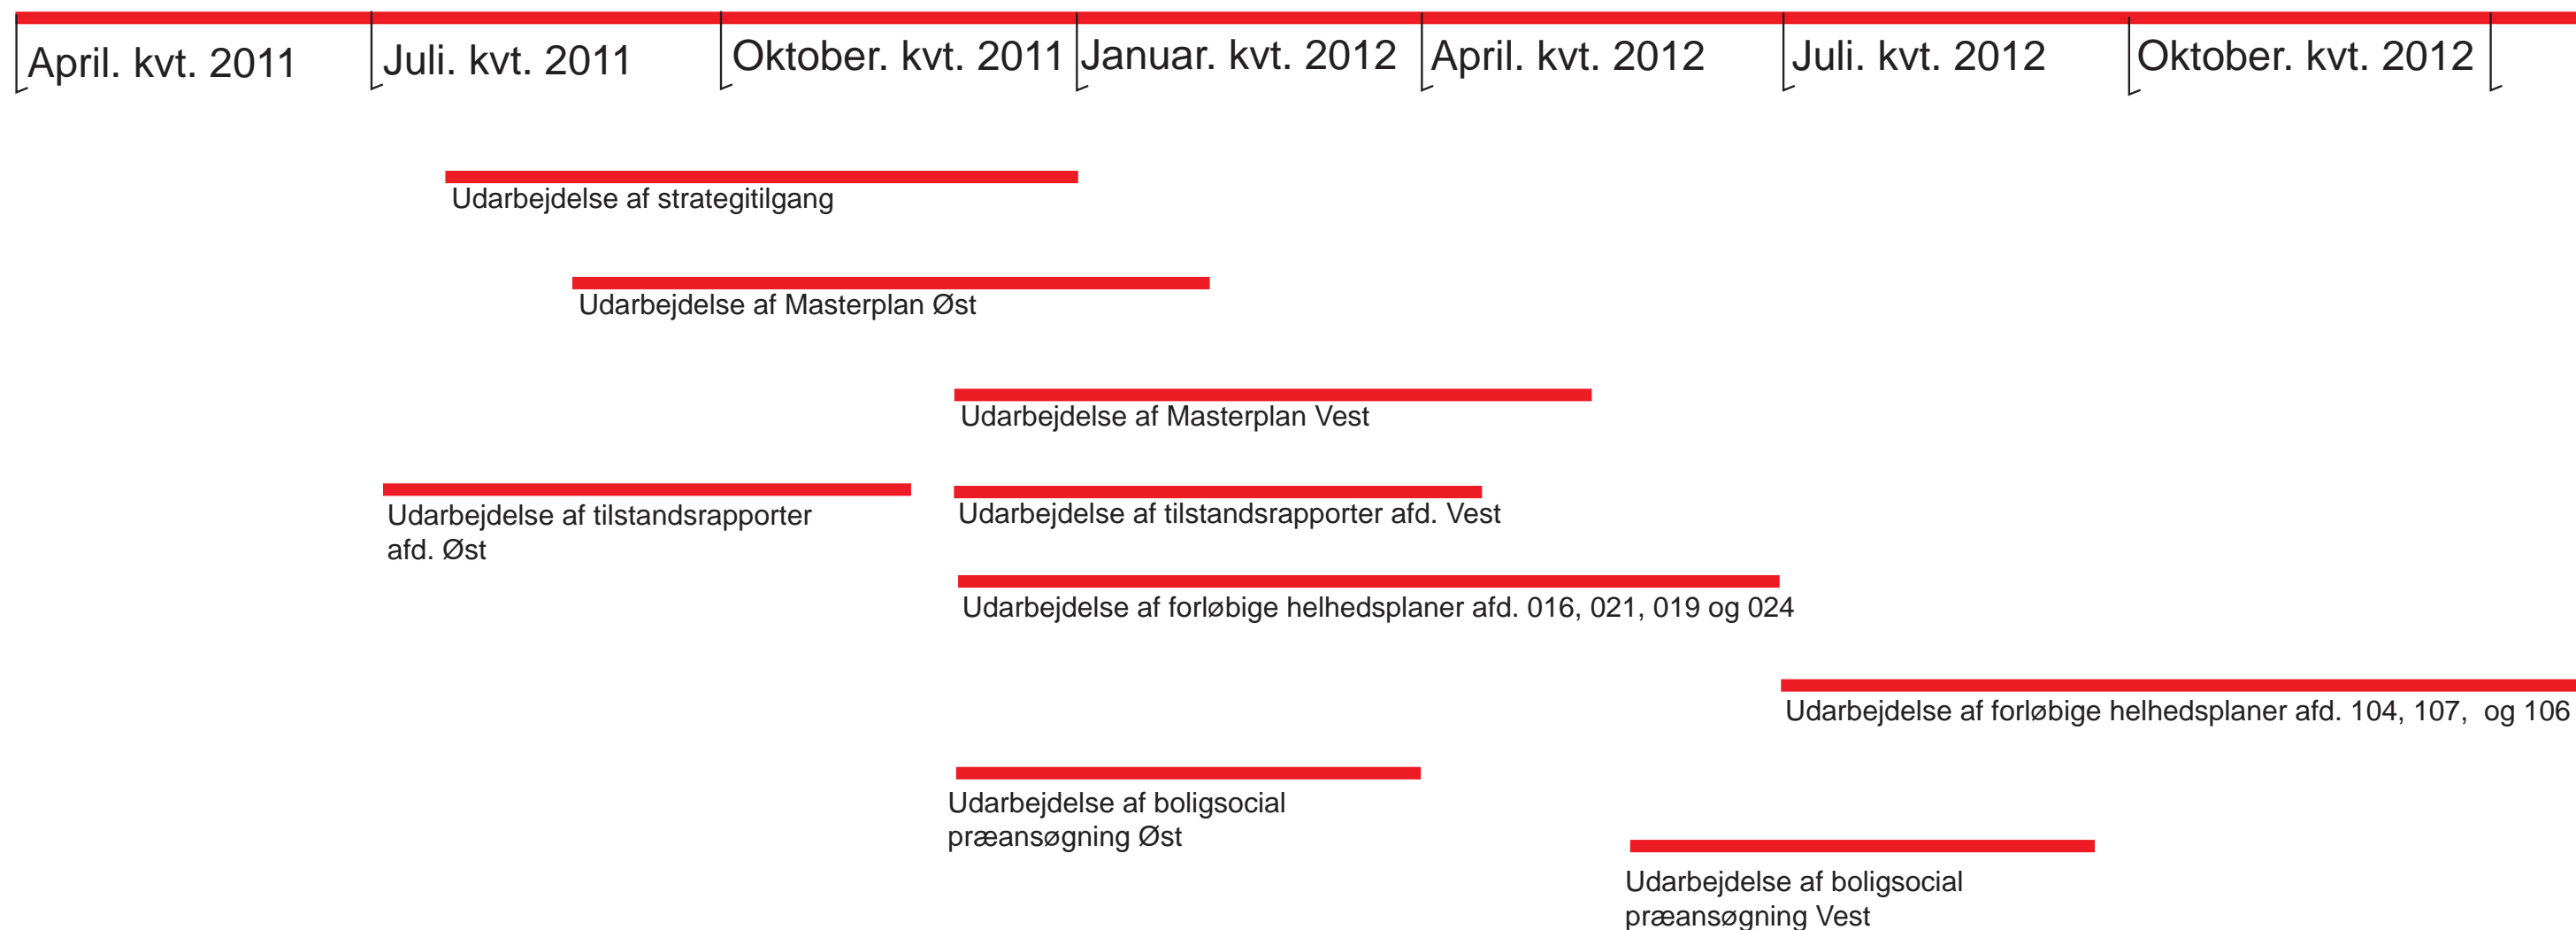 April. kvt. 2011
Juli. kvt. 2011
Oktober. kvt. 2011
Januar. kvt. 2012
April. kvt. 2012
Juli. kvt. 2012
Oktober. kvt. 2012
Udarbejdelse af strategitilgang
Udarbejdelse af Masterplan Øst
Udarbejdelse af Masterplan Vest
Udarbejdelse af tilstandsrapporter
afd. Øst
Udarbejdelse af tilstandsrapporter afd. Vest
Udarbejdelse af forløbige helhedsplaner afd. 016, 021, 019 og 024
Udarbejdelse af forløbige helhedsplaner afd. 104, 107, og 106
Udarbejdelse af boligsocial
præansøgning Øst
Udarbejdelse af boligsocial
præansøgning Vest